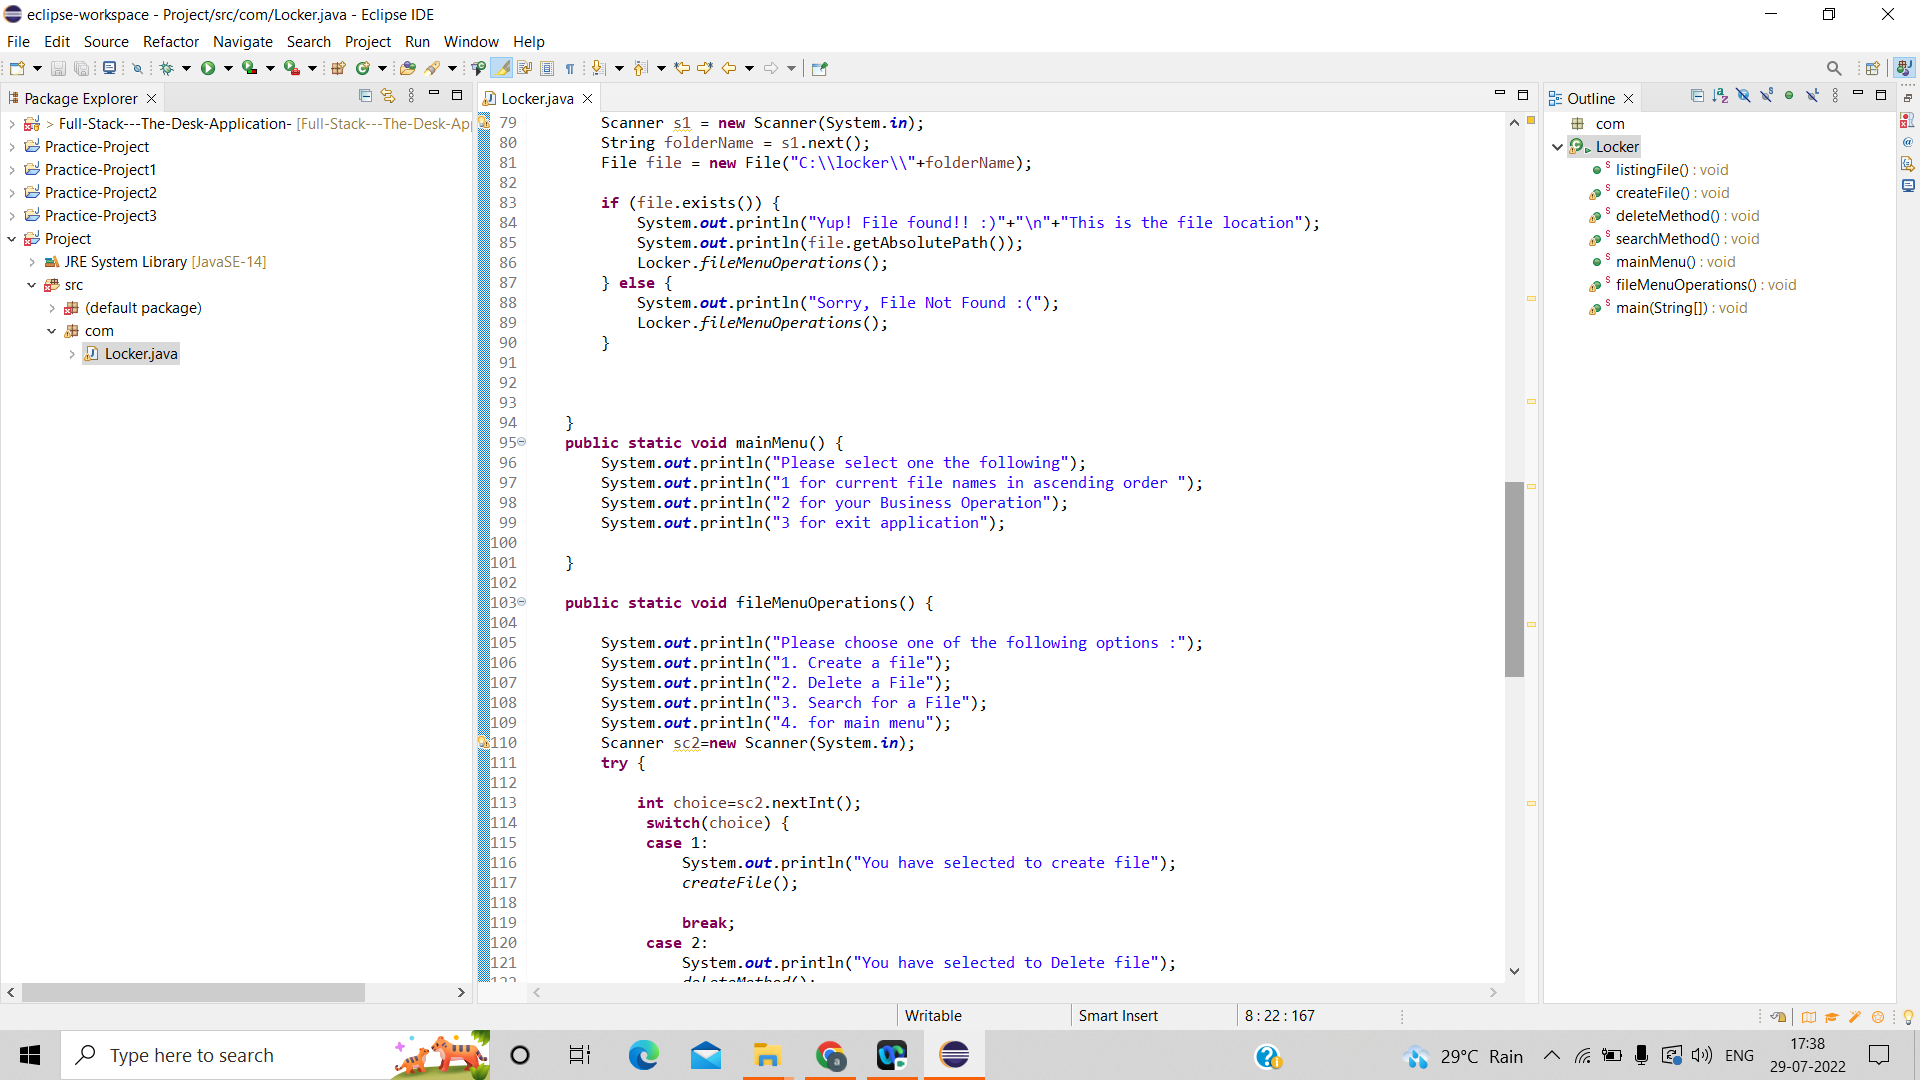 eclipse-workspace - Project/src/com/Locker.java - Eclipse IDE
File Edit Source Refactor Navigate Search Project Run Window Help
Package Explorer
> Full-Stack---The-Desk-Application- [Full-Stack---The-Desk-Ap
Practice-Project
Practice-Project1
Practice-Project2
Practice-Project3
Project
JRE System Library [JavaSE-14]
src
(default package)
com
Locker.java
Locker.java
79 Scanner s1 = new Scanner(System.in);
80 String folderName = s1.next();
81 File file = new File("C:\\locker\\"+folderName);
82
83 if (file.exists()) {
84 System.out.println("Yup! File found!! :)"+"\n"+"This is the file location");
85 System.out.println(file.getAbsolutePath());
86 Locker.fileMenuOperations();
87 } else {
88 System.out.println("Sorry, File Not Found :(");
89 Locker.fileMenuOperations();
90 }
91
92
93
94 }
95 public static void mainMenu() {
96 System.out.println("Please select one the following");
97 System.out.println("1 for current file names in ascending order ");
98 System.out.println("2 for your Business Operation");
99 System.out.println("3 for exit application");
100
101 }
102
103 public static void fileMenuOperations() {
104
105 System.out.println("Please choose one of the following options :");
106 System.out.println("1. Create a file");
107 System.out.println("2. Delete a File");
108 System.out.println("3. Search for a File");
109 System.out.println("4. for main menu");
110 Scanner sc2=new Scanner(System.in);
111 try {
112
113 int choice=sc2.nextInt();
114 switch(choice) {
115 case 1:
116 System.out.println("You have selected to create file");
117 createFile();
118
119 break;
120 case 2:
121 System.out.println("You have selected to Delete file");
122 deleteMethod();
Outline
com
Locker
listingFile() : void
createFile() : void
deleteMethod() : void
searchMethod() : void
mainMenu() : void
fileMenuOperations() : void
main(String[]) : void
Writable Smart Insert 8 : 22 : 167
Type here to search
29°C Rain
ENG
17:38
29-07-2022